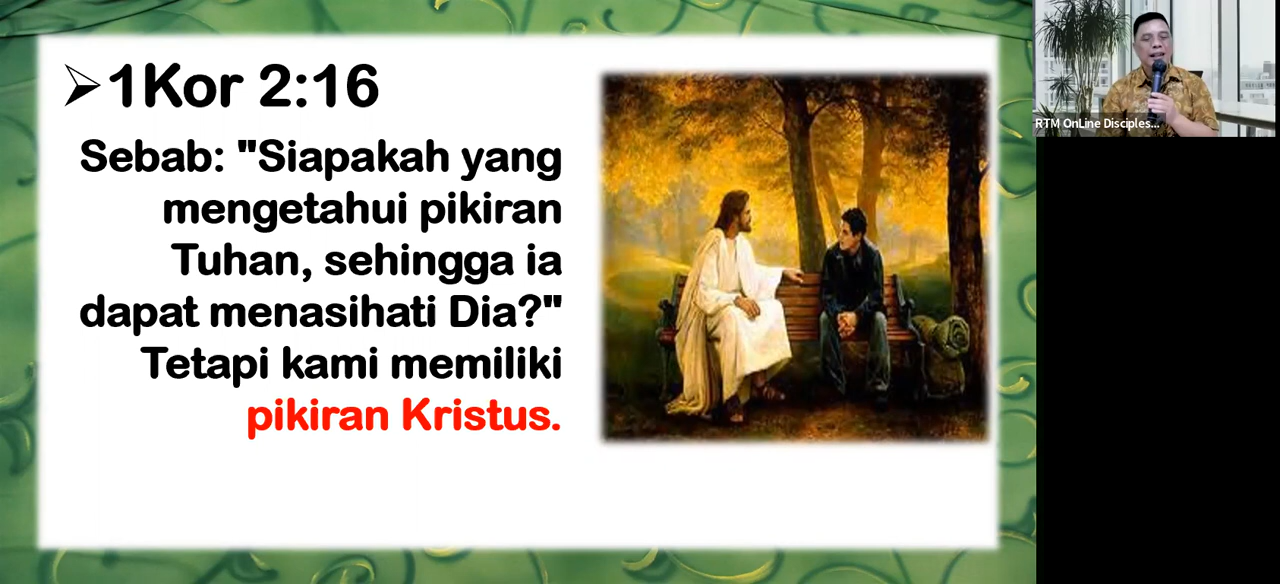 ➢1Kor 2:16
Sebab: "Siapakah yang
mengetahui pikiran
Tuhan, sehingga ia
dapat menasihati Dia?"
Tetapi kami memiliki
pikiran Kristus.
RTM OnLine Disciples...